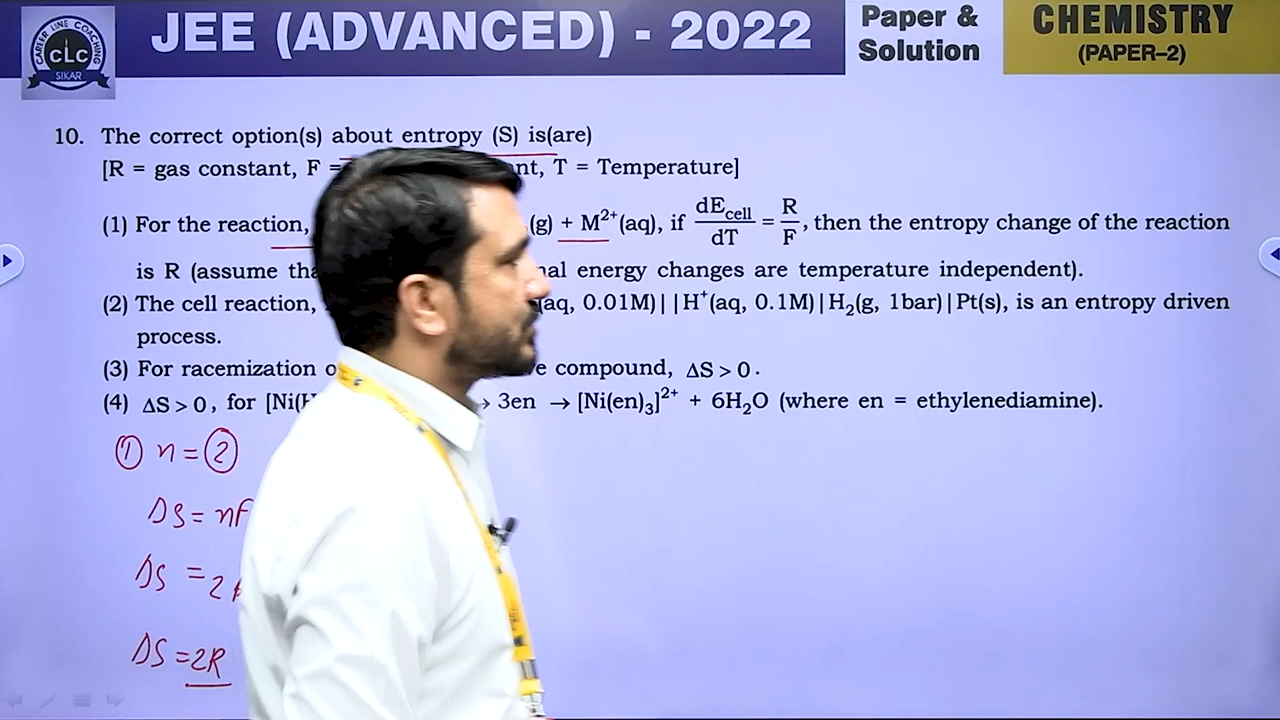 CAREER LINE COACHING
CLC
SIKAR
JEE (ADVANCED) - 2022
Paper &
Solution
CHEMISTRY
(PAPER–2)
10. The correct option(s) about entropy (S) is(are)
[R = gas constant, F = nt, T = Temperature]
(1) For the reaction, (g) + M²⁺(aq), if dE_cell/dT = R/F, then the entropy change of the reaction
is R (assume energy changes are temperature independent).
(2) The cell reaction, (aq, 0.01M)||H⁺(aq, 0.1M)|H₂(g, 1bar)|Pt(s), is an entropy driven
process.
(3) For racemization compound, ΔS > 0.
(4) ΔS > 0, for [Ni( → 3en → [Ni(en)₃]²⁺ + 6H₂O (where en = ethylenediamine).
① n = ②
ΔS = nF
ΔS = 2
ΔS = 2R